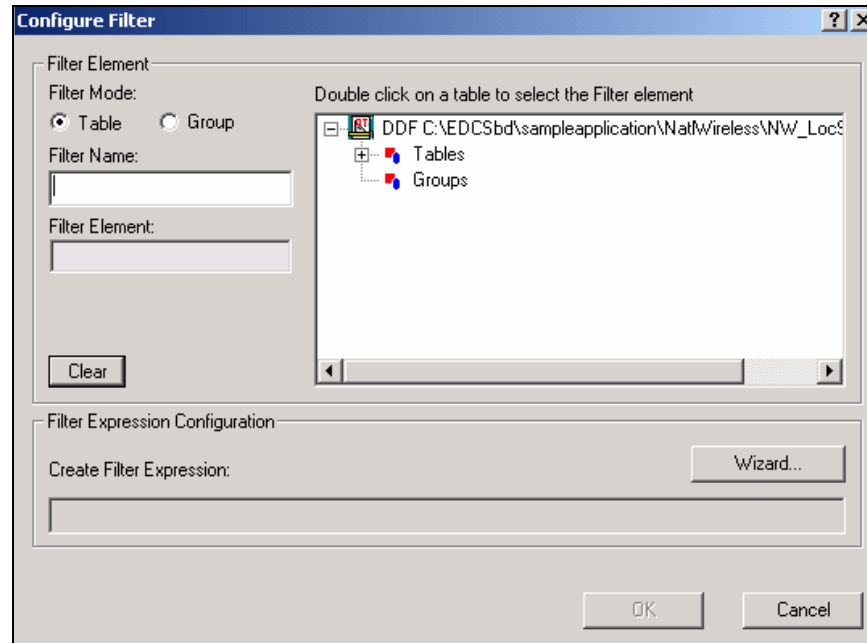 Configure Filter
Filter Element
Filter Mode:
Table
Group
Filter Name:
Filter Element:
Clear
Double click on a table to select the Filter element
DDF C:\EDCSbd\sampleapplication\NatlWireless\NW_LocS
Tables
Groups
Filter Expression Configuration
Create Filter Expression:
Wizard...
OK
Cancel